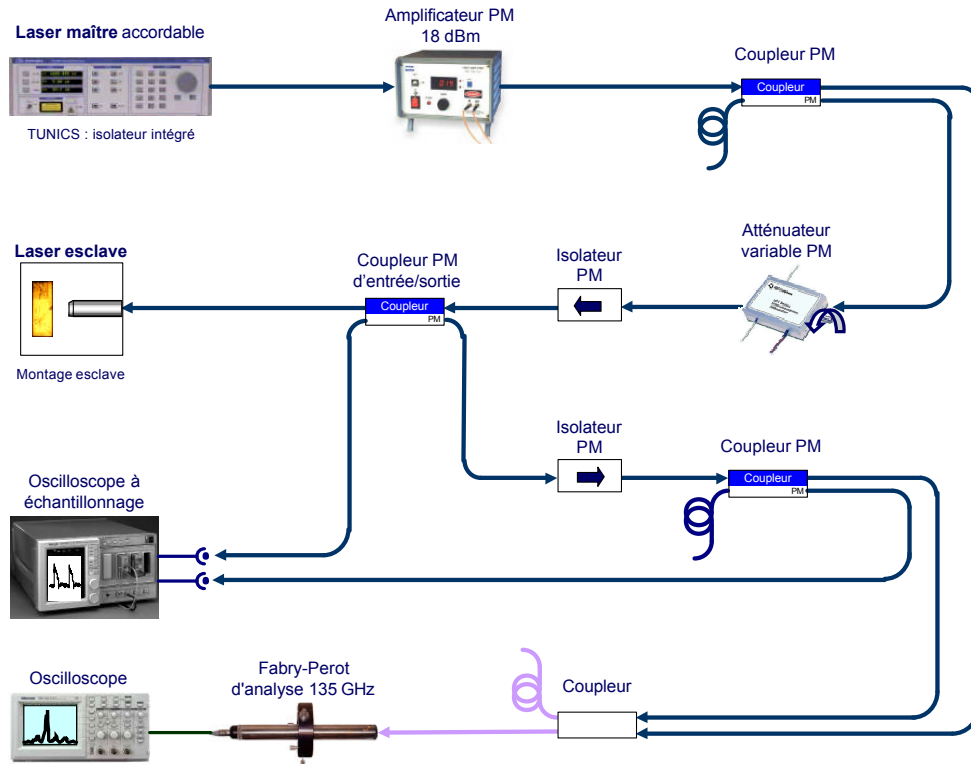 Amplificateur PM
18 dBm
Laser maître accordable
TUNICS : isolateur intégré
Coupleur PM
Coupleur
PM
Laser esclave
Montage esclave
Coupleur PM
d'entrée/sortie
Coupleur
PM
Isolateur
PM
Atténuateur
variable PM
Isolateur
PM
Coupleur PM
Coupleur
PM
Oscilloscope à
échantillonnage
Oscilloscope
Fabry-Perot
d'analyse 135 GHz
Coupleur